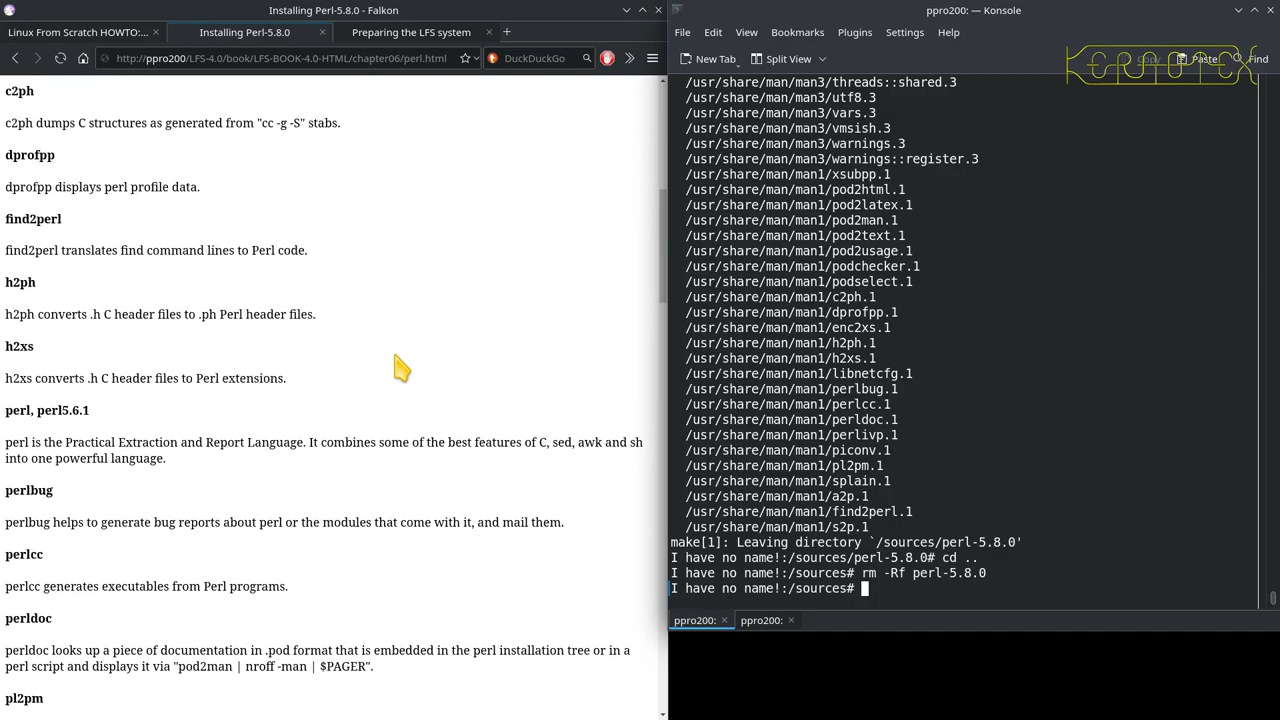 Installing Perl-5.8.0 - Falkon
Linux From Scratch HOWTO:...
Installing Perl-5.8.0
Preparing the LFS system
http://ppro200/LFS-4.0/book/LFS-BOOK-4.0-HTML/chapter06/perl.html
DuckDuckGo
c2ph
c2ph dumps C structures as generated from "cc -g -S" stabs.
dprofpp
dprofpp displays perl profile data.
find2perl
find2perl translates find command lines to Perl code.
h2ph
h2ph converts .h C header files to .ph Perl header files.
h2xs
h2xs converts .h C header files to Perl extensions.
perl, perl5.6.1
perl is the Practical Extraction and Report Language. It combines some of the best features of C, sed, awk and sh
into one powerful language.
perlbug
perlbug helps to generate bug reports about perl or the modules that come with it, and mail them.
perlcc
perlcc generates executables from Perl programs.
perldoc
perldoc looks up a piece of documentation in .pod format that is embedded in the perl installation tree or in a
perl script and displays it via "pod2man | nroff -man | $PAGER".
pl2pm
ppro200: — Konsole
File Edit View Bookmarks Plugins Settings Help
New Tab Split View Copy Paste Find
/usr/share/man/man3/threads::shared.3
/usr/share/man/man3/utf8.3
/usr/share/man/man3/vars.3
/usr/share/man/man3/vmsish.3
/usr/share/man/man3/warnings.3
/usr/share/man/man3/warnings::register.3
/usr/share/man/man1/xsubpp.1
/usr/share/man/man1/pod2html.1
/usr/share/man/man1/pod2latex.1
/usr/share/man/man1/pod2man.1
/usr/share/man/man1/pod2text.1
/usr/share/man/man1/pod2usage.1
/usr/share/man/man1/podchecker.1
/usr/share/man/man1/podselect.1
/usr/share/man/man1/c2ph.1
/usr/share/man/man1/dprofpp.1
/usr/share/man/man1/enc2xs.1
/usr/share/man/man1/h2ph.1
/usr/share/man/man1/h2xs.1
/usr/share/man/man1/libnetcfg.1
/usr/share/man/man1/perlbug.1
/usr/share/man/man1/perlcc.1
/usr/share/man/man1/perldoc.1
/usr/share/man/man1/perlivp.1
/usr/share/man/man1/piconv.1
/usr/share/man/man1/pl2pm.1
/usr/share/man/man1/splain.1
/usr/share/man/man1/a2p.1
/usr/share/man/man1/find2perl.1
/usr/share/man/man1/s2p.1
make[1]: Leaving directory `/sources/perl-5.8.0'
I have no name!:/sources/perl-5.8.0# cd ..
I have no name!:/sources# rm -Rf perl-5.8.0
I have no name!:/sources#
ppro200: ppro200: